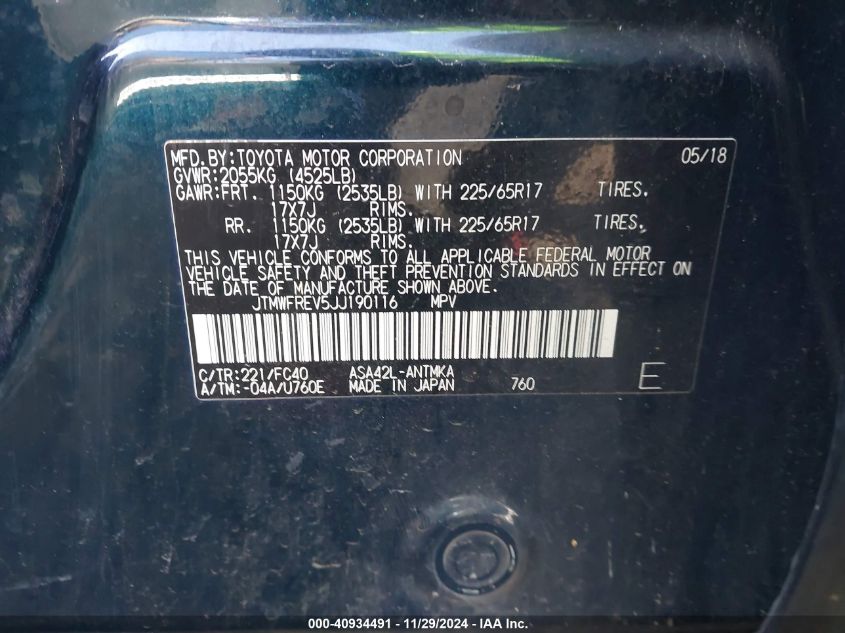 MFD.BY:TOYOTA MOTOR CORPORATION 05/18
GVWR:2055KG (4525LB)
GAWR:FRT. 1150KG (2535LB) WITH 225/65R17 TIRES.
17X7J RIMS.
RR. 1150KG (2535LB) WITH 225/65R17 TIRES.
17X7J RIMS.
THIS VEHICLE CONFORMS TO ALL APPLICABLE FEDERAL MOTOR
VEHICLE SAFETY AND THEFT PREVENTION STANDARDS IN EFFECT ON
THE DATE OF MANUFACTURE SHOWN ABOVE.
JTMWFREV5JJ190116 MPV
C/TR:221/FC40 ASA42L-ANTMKA
A/TM:-04A/U760E MADE IN JAPAN 760 E
000-40934491 - 11/29/2024 - IAA Inc.